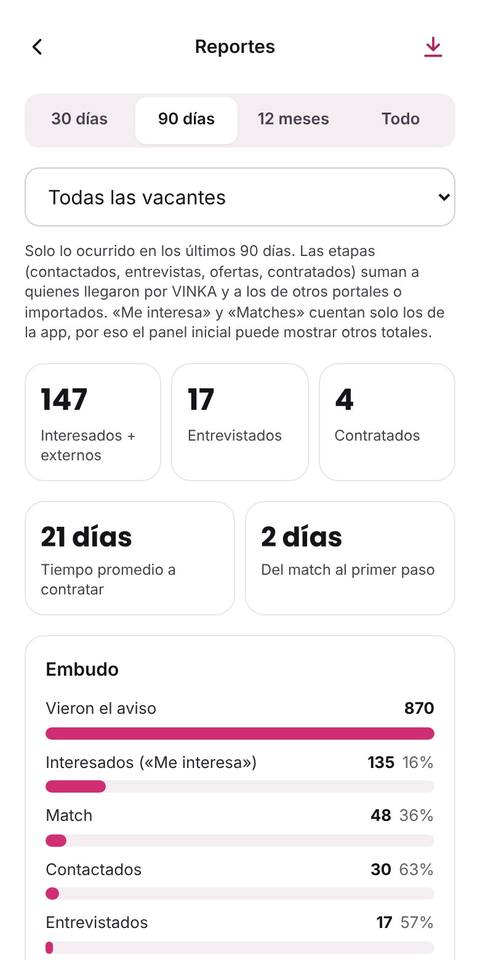 Reportes
30 días
90 días
12 meses
Todo
Todas las vacantes
Solo lo ocurrido en los últimos 90 días. Las etapas
(contactados, entrevistas, ofertas, contratados) suman a
quienes llegaron por VINKA y a los de otros portales o
importados. «Me interesa» y «Matches» cuentan solo los de
la app, por eso el panel inicial puede mostrar otros totales.
147
Interesados +
externos
17
Entrevistados
4
Contratados
21 días
Tiempo promedio a
contratar
2 días
Del match al primer paso
Embudo
Vieron el aviso 870
Interesados («Me interesa») 135 16%
Match 48 36%
Contactados 30 63%
Entrevistados 17 57%